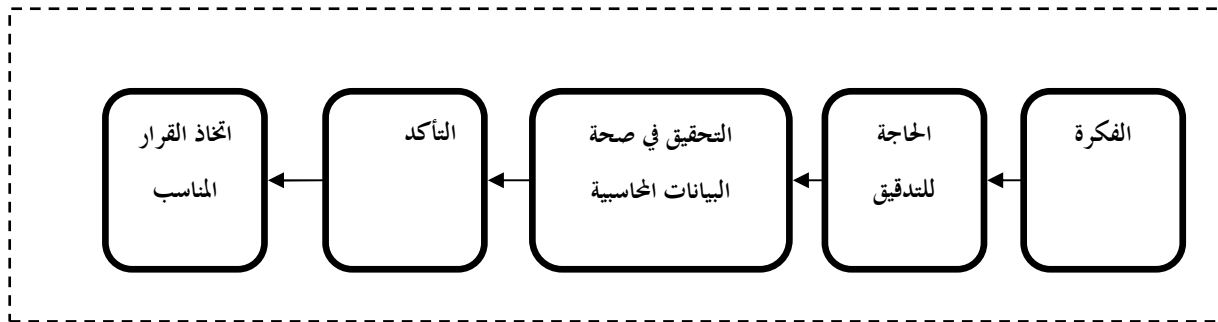 الفكرة
الحاجة
للتدقيق
التحقيق في صحة
البيانات المحاسبية
التأكد
اتخاذ القرار
المناسب